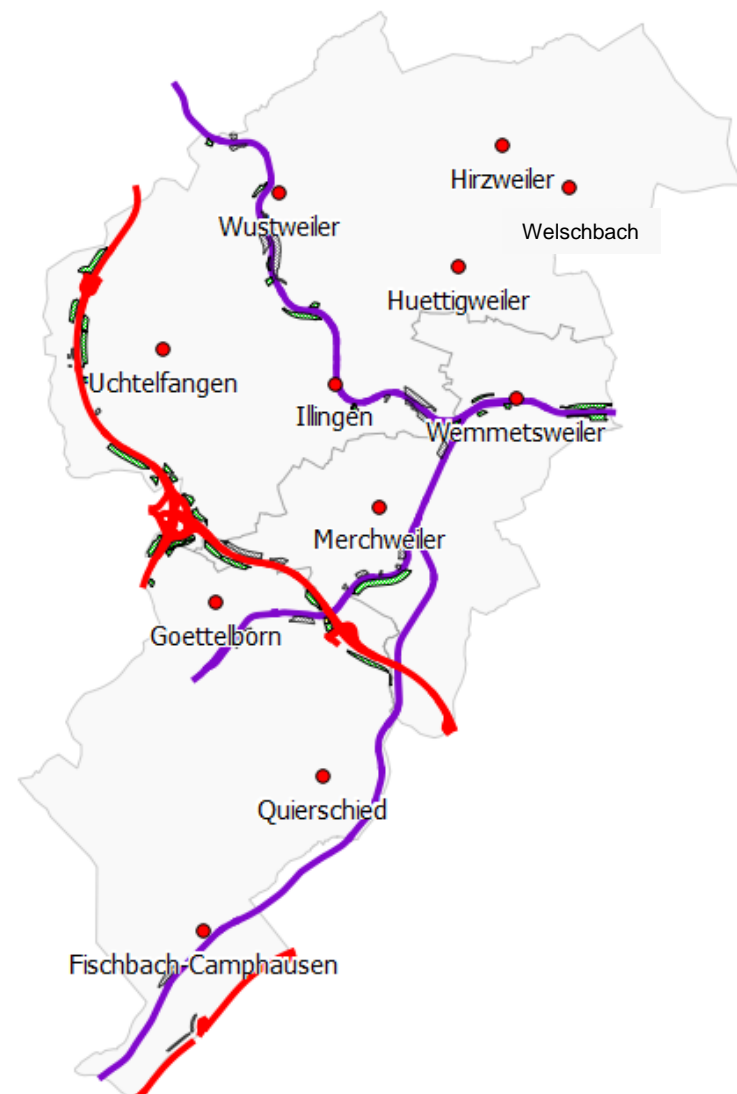 Hirzweiler
Wustweiler
Welschbach
Huettigweiler
Uchtelfangen
Illingen
Wemmetsweiler
Merchweiler
Goettelborn
Quierschied
Fischbach-Camphausen